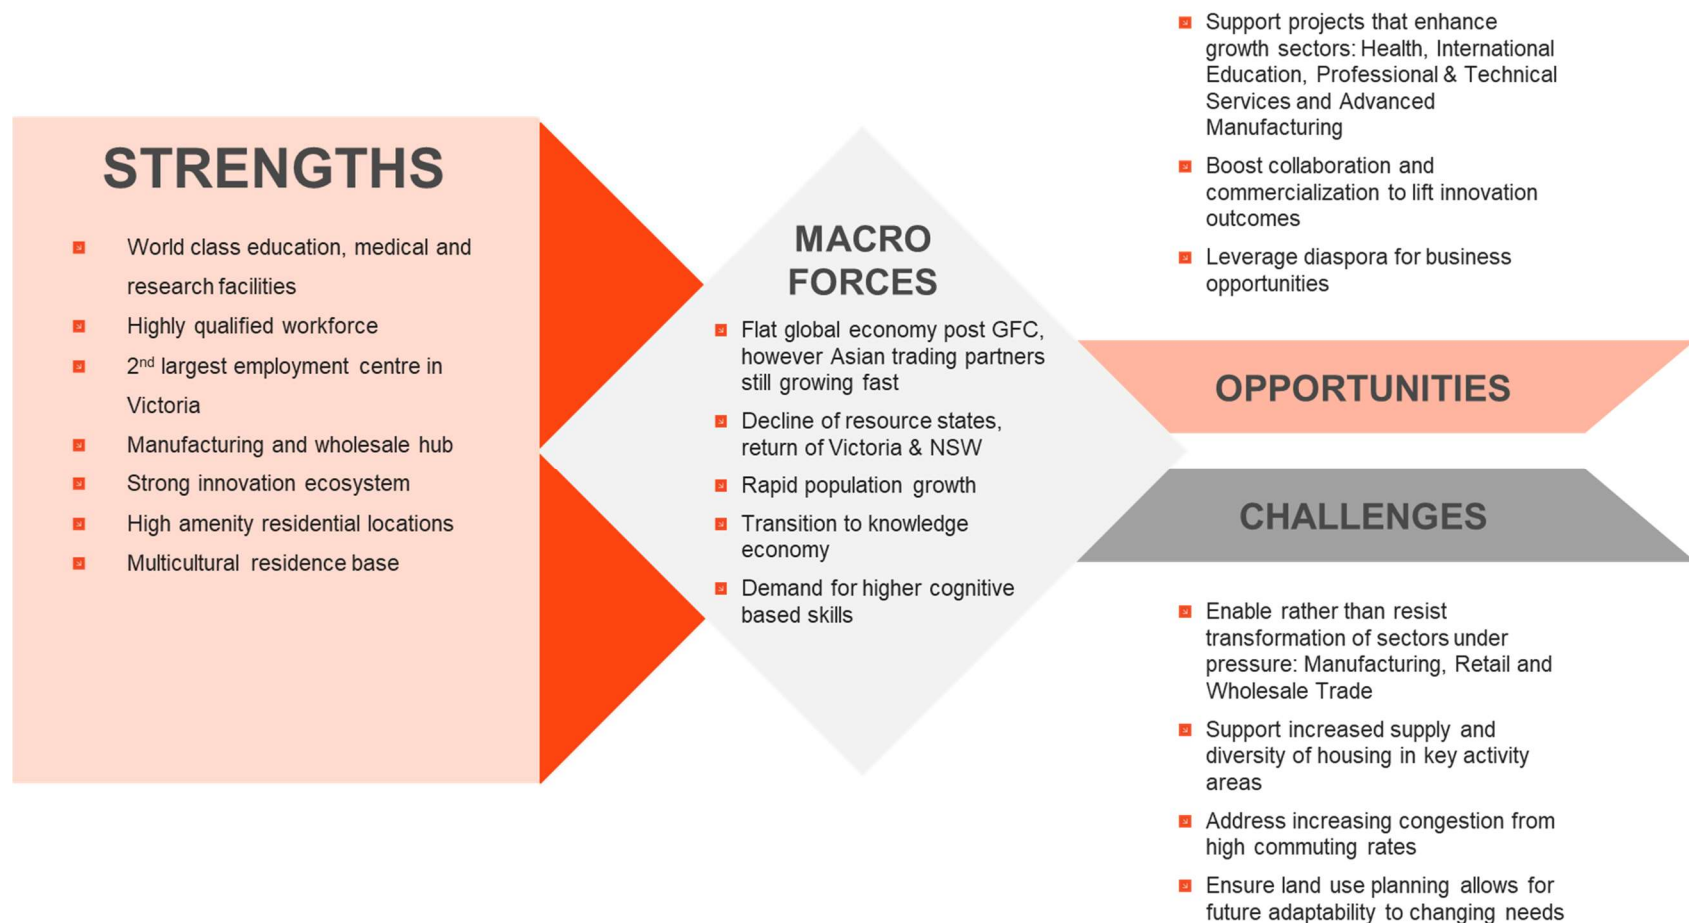 STRENGTHS
World class education, medical and
research facilities
Highly qualified workforce
2nd largest employment centre in
Victoria
Manufacturing and wholesale hub
Strong innovation ecosystem
High amenity residential locations
Multicultural residence base
MACRO
FORCES
Flat global economy post GFC,
however Asian trading partners
still growing fast
Decline of resource states,
return of Victoria & NSW
Rapid population growth
Transition to knowledge
economy
Demand for higher cognitive
based skills
Support projects that enhance
growth sectors: Health, International
Education, Professional & Technical
Services and Advanced
Manufacturing
Boost collaboration and
commercialization to lift innovation
outcomes
Leverage diaspora for business
opportunities
OPPORTUNITIES
CHALLENGES
Enable rather than resist
transformation of sectors under
pressure: Manufacturing, Retail and
Wholesale Trade
Support increased supply and
diversity of housing in key activity
areas
Address increasing congestion from
high commuting rates
Ensure land use planning allows for
future adaptability to changing needs